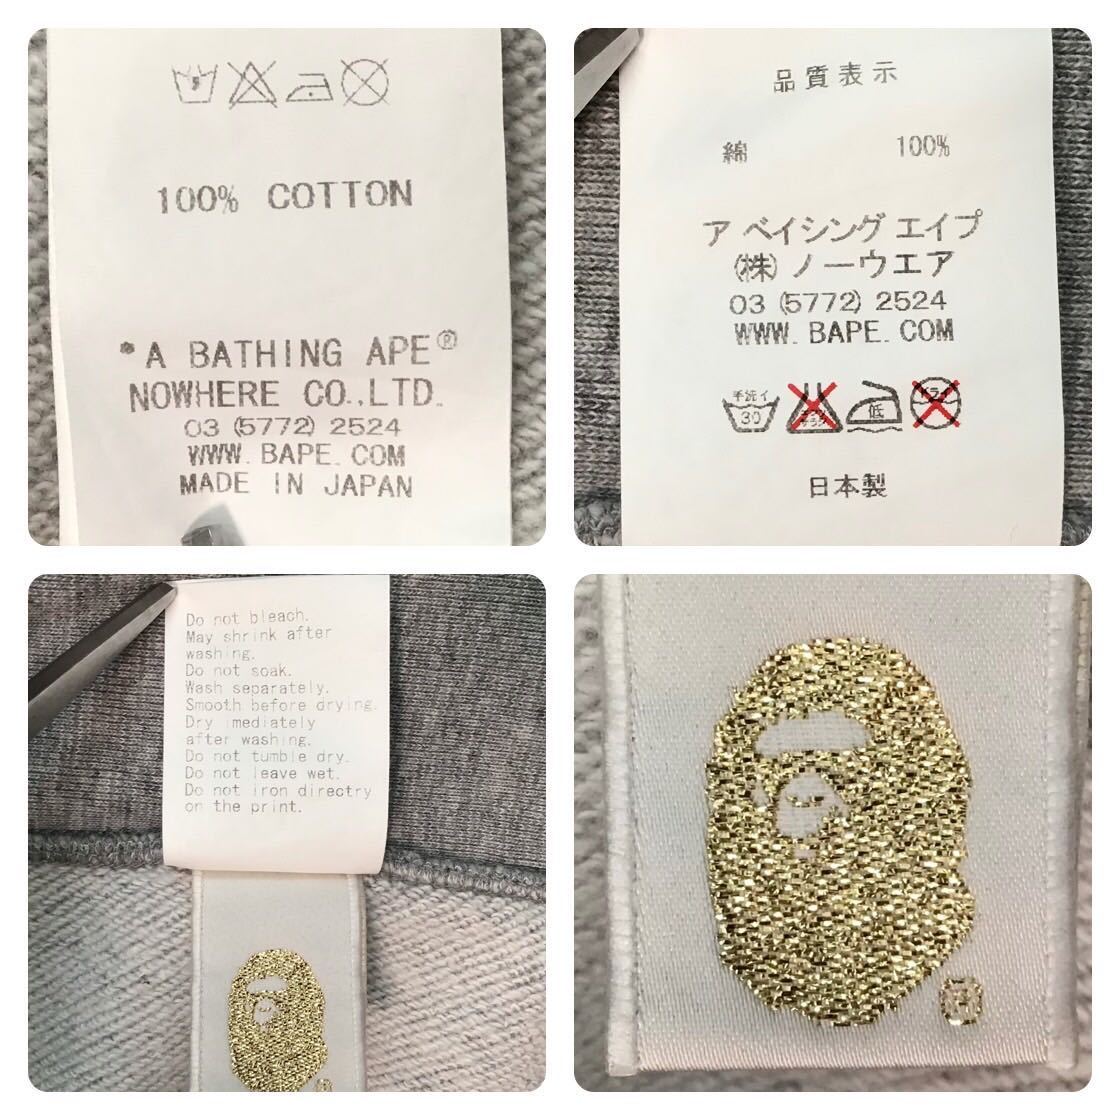 100% COTTON
*A BATHING APE®
NOWHERE CO.,LTD.
03 (5772) 2524
WWW. BAPE. COM
MADE IN JAPAN
品質表示
綿 100%
ア ベイシング エイプ
(株) ノーウエア
03 (5772) 2524
WWW. BAPE. COM
手洗イ
30
低
日本製
Do not bleach.
May shrink after
washing.
Do not soak.
Wash separately.
Smooth before drying.
Dry imediately
after washing.
Do not tumble dry.
Do not leave wet.
Do not iron directry
on the print.
®
®